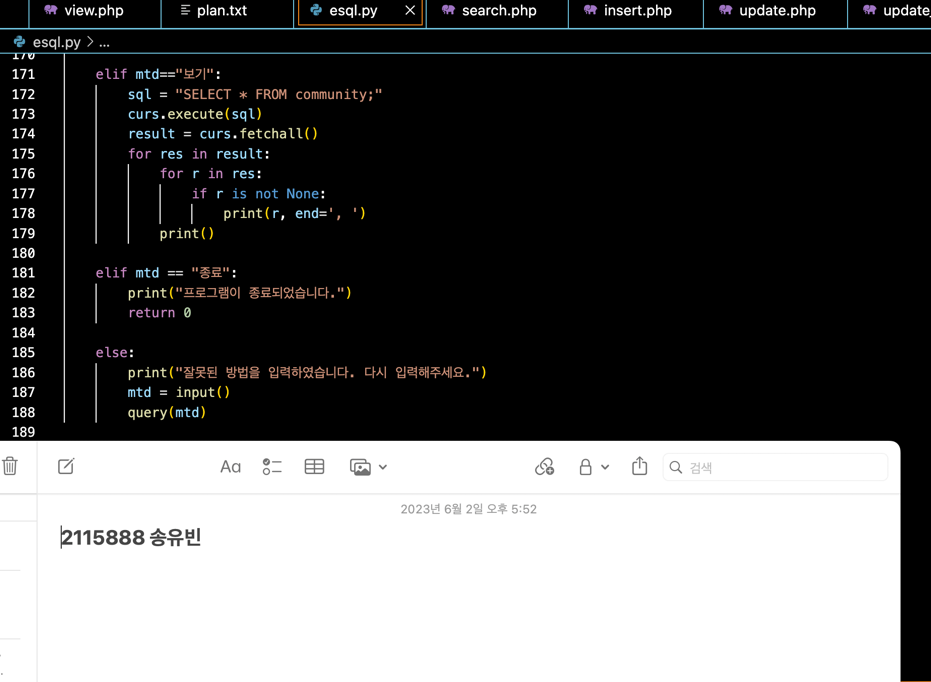 view.php plan.txt esql.py search.php insert.php update.php update_
esql.py > ...
170
171 elif mtd=="보기":
172 sql = "SELECT * FROM community;"
173 curs.execute(sql)
174 result = curs.fetchall()
175 for res in result:
176 for r in res:
177 if r is not None:
178 print(r, end=', ')
179 print()
180
181 elif mtd == "종료":
182 print("프로그램이 종료되었습니다.")
183 return 0
184
185 else:
186 print("잘못된 방법을 입력하였습니다. 다시 입력해주세요.")
187 mtd = input()
188 query(mtd)
189
Aa 검색
2023년 6월 2일 오후 5:52
2115888 송유빈